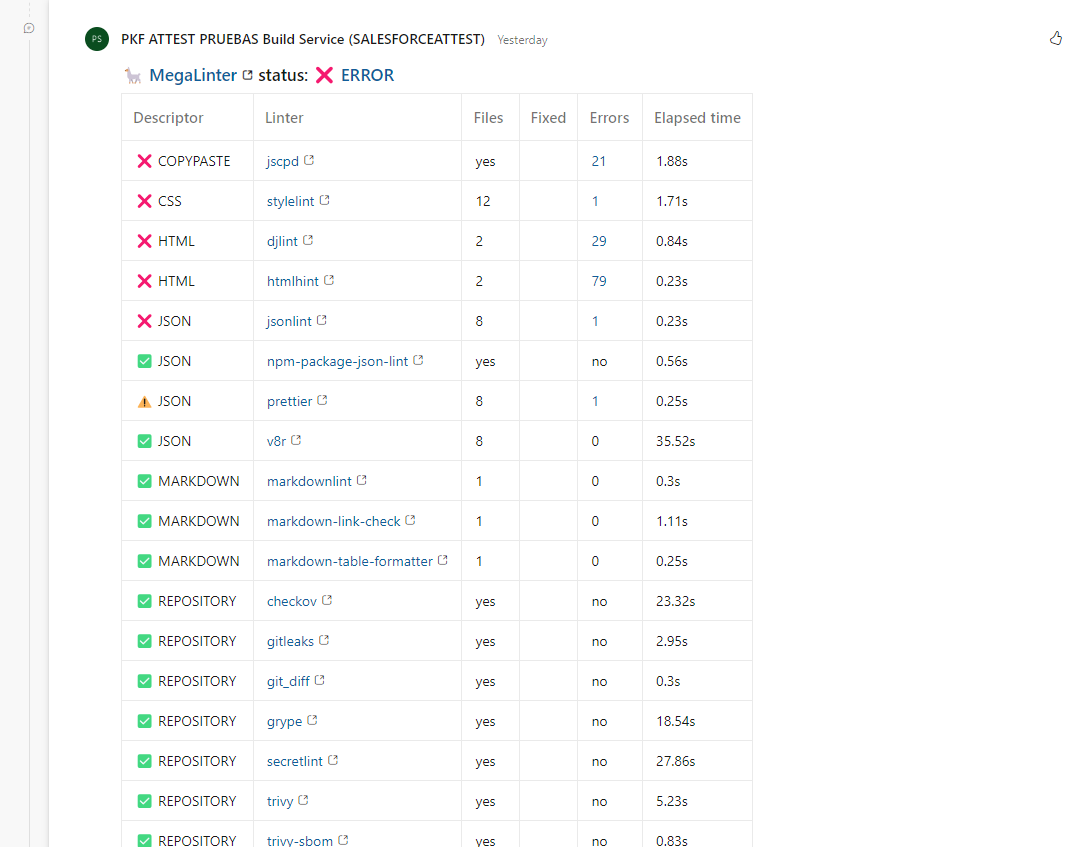 PS PKF ATTEST PRUEBAS Build Service (SALESFORCEATTEST) Yesterday
MegaLinter status: ERROR
Descriptor Linter Files Fixed Errors Elapsed time
COPYPASTE jscpd yes 21 1.88s
CSS stylelint 12 1 1.71s
HTML djlint 2 29 0.84s
HTML htmlhint 2 79 0.23s
JSON jsonlint 8 1 0.23s
JSON npm-package-json-lint yes no 0.56s
JSON prettier 8 1 0.25s
JSON v8r 8 0 35.52s
MARKDOWN markdownlint 1 0 0.3s
MARKDOWN markdown-link-check 1 0 1.11s
MARKDOWN markdown-table-formatter 1 0 0.25s
REPOSITORY checkov yes no 23.32s
REPOSITORY gitleaks yes no 2.95s
REPOSITORY git_diff yes no 0.3s
REPOSITORY grype yes no 18.54s
REPOSITORY secretlint yes no 27.86s
REPOSITORY trivy yes no 5.23s
REPOSITORY trivy-sbom yes no 0.83s